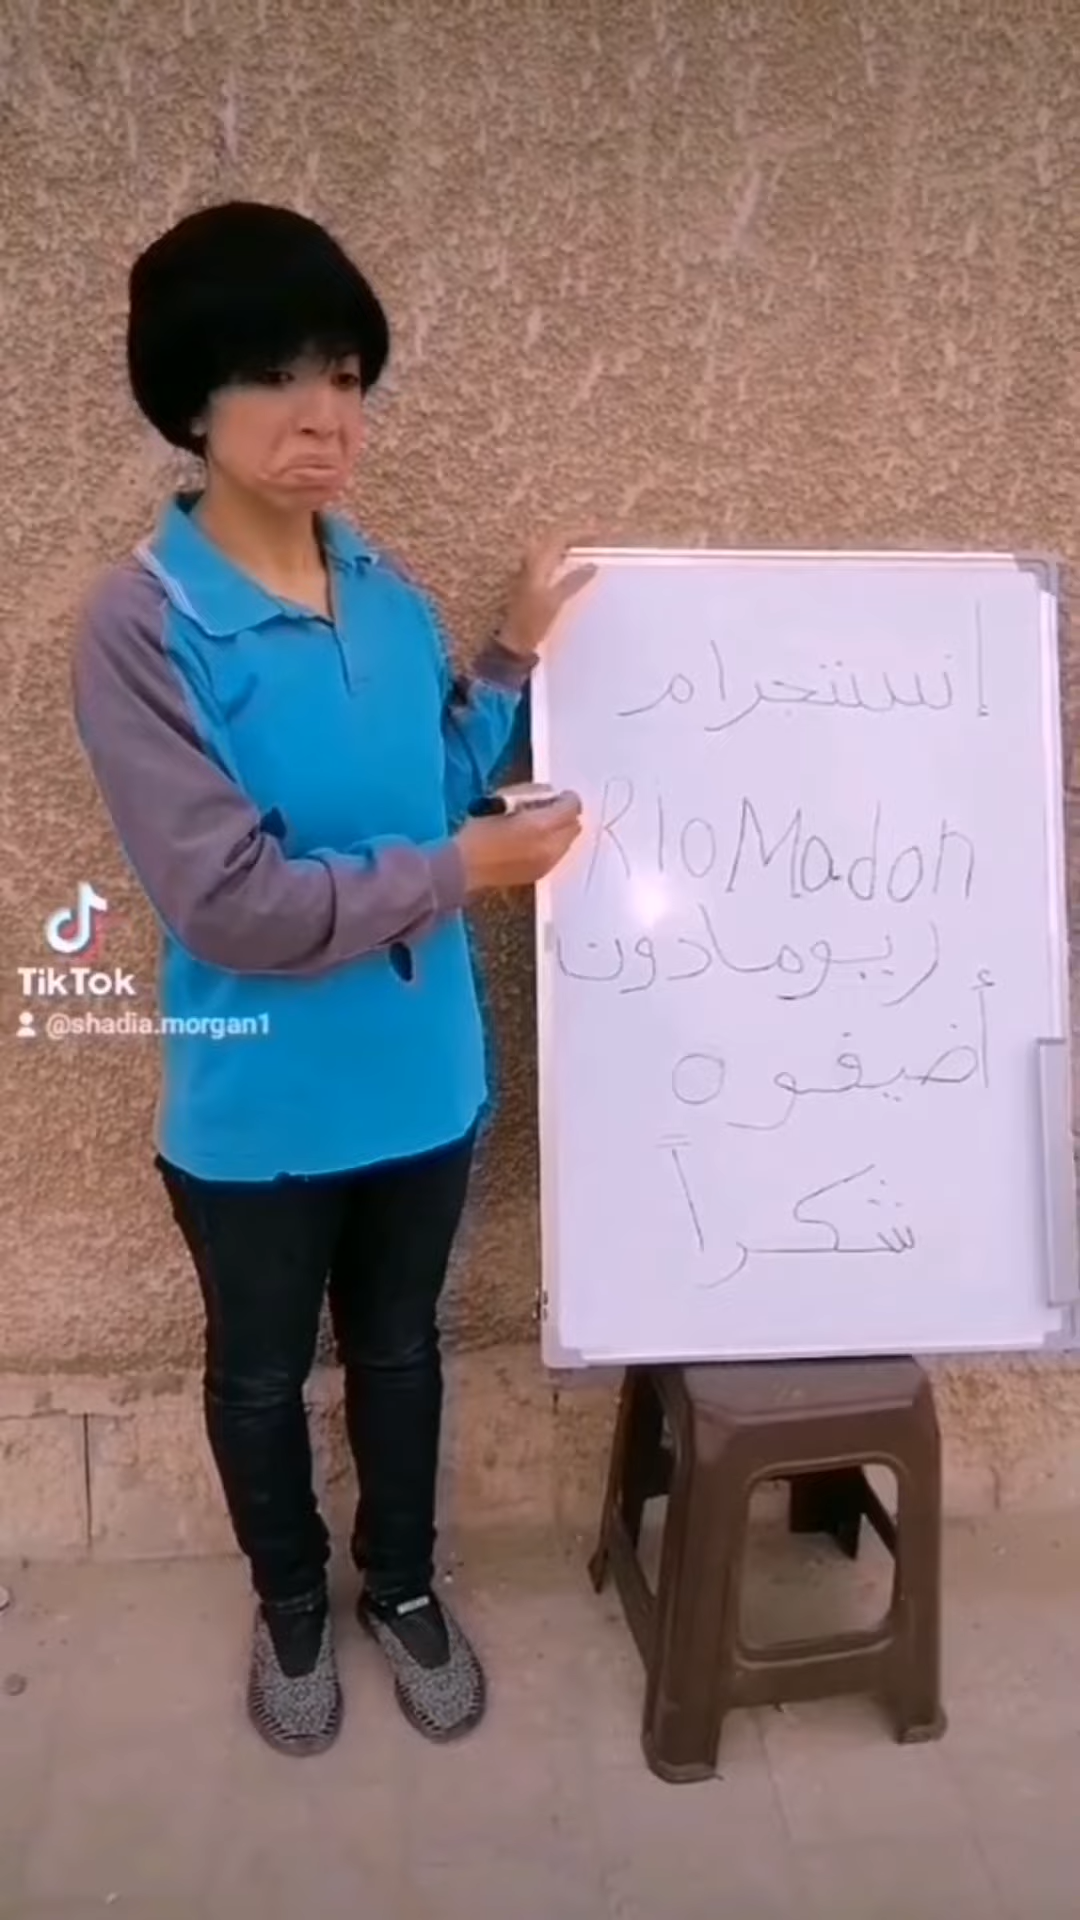 إنستجرام
RIoMadon
ريومادون
أضيفوه
شكراً
TikTok
@shadia.morgan1